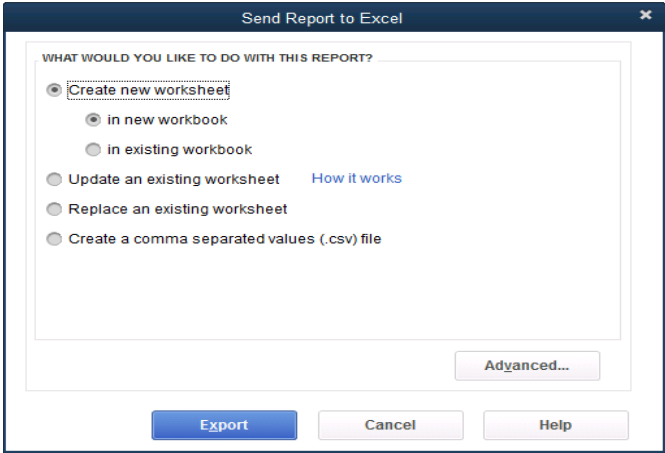 Send Report to Excel
WHAT WOULD YOU LIKE TO DO WITH THIS REPORT?
Create new worksheet
in new workbook
in existing workbook
Update an existing worksheet How it works
Replace an existing worksheet
Create a comma separated values (.csv) file
Advanced...
Export Cancel Help